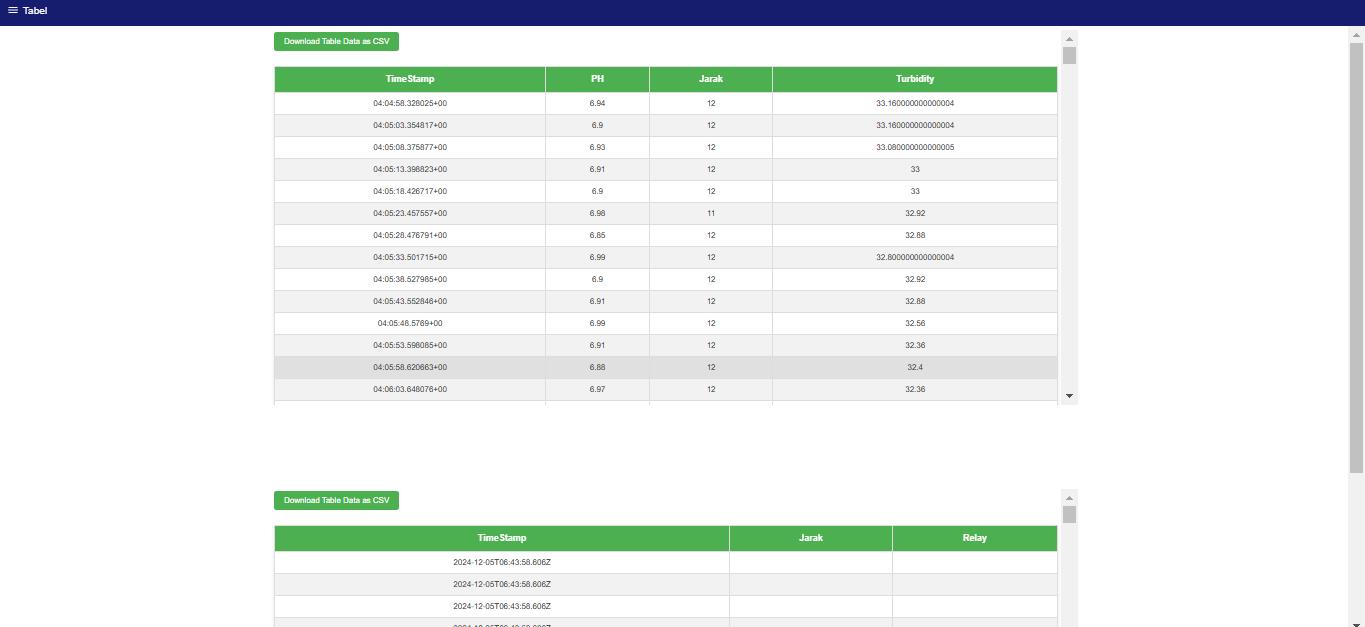 Tabel
Download Table Data as CSV
TimeStamp PH Jarak Turbidity
04:04:58.328025+00 6.94 12 33.160000000000004
04:05:03.354817+00 6.9 12 33.160000000000004
04:05:08.375877+00 6.93 12 33.080000000000005
04:05:13.398823+00 6.91 12 33
04:05:18.426717+00 6.9 12 33
04:05:23.457557+00 6.98 11 32.92
04:05:28.476791+00 6.85 12 32.88
04:05:33.501715+00 6.99 12 32.800000000000004
04:05:38.527985+00 6.9 12 32.92
04:05:43.552846+00 6.91 12 32.88
04:05:48.5769+00 6.99 12 32.56
04:05:53.598085+00 6.91 12 32.36
04:05:58.620663+00 6.88 12 32.4
04:06:03.648076+00 6.97 12 32.36
Download Table Data as CSV
TimeStamp Jarak Relay
2024-12-05T06:43:58.606Z
2024-12-05T06:43:58.606Z
2024-12-05T06:43:58.606Z